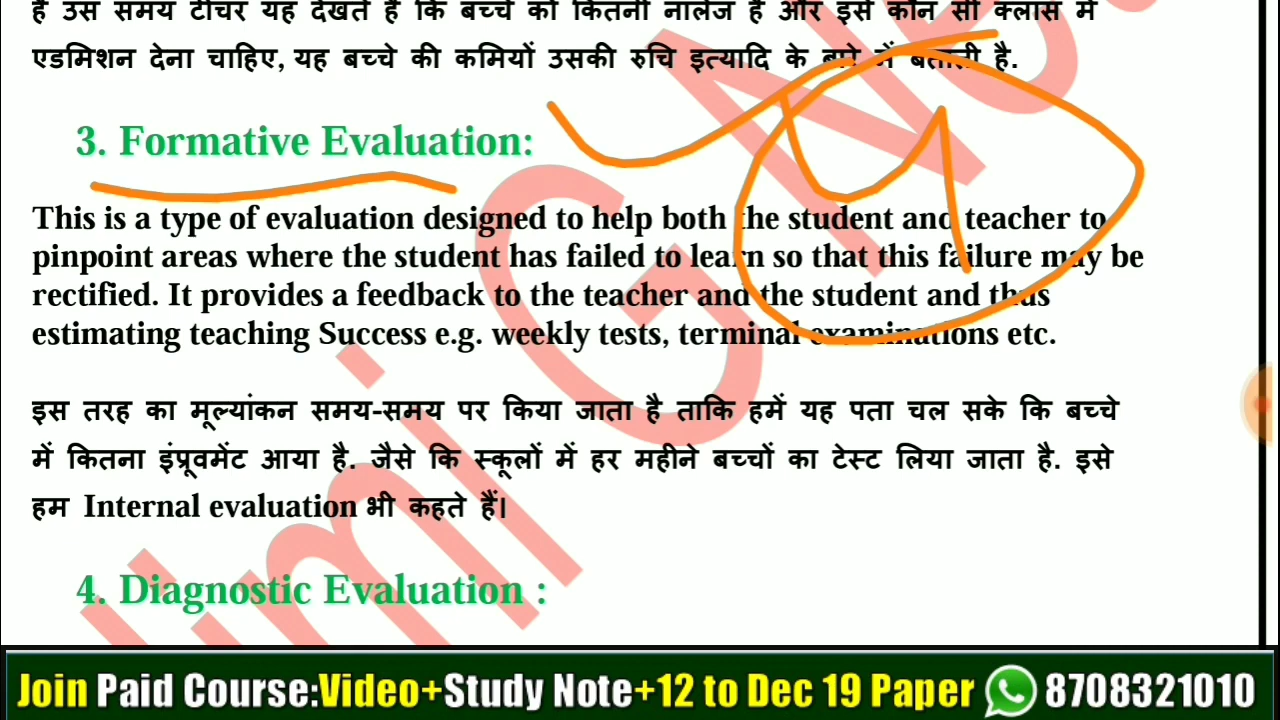 है उस समय टीचर यह देखते हैं कि बच्चे को कितनी नॉलेज है और इसे कौन सी क्लास में
एडमिशन देना चाहिए, यह बच्चे की कमियों उसकी रुचि इत्यादि के बारे में बताती है.
3. Formative Evaluation:
This is a type of evaluation designed to help both the student and teacher to
pinpoint areas where the student has failed to learn so that this failure may be
rectified. It provides a feedback to the teacher and the student and thus
estimating teaching Success e.g. weekly tests, terminal examinations etc.
इस तरह का मूल्यांकन समय-समय पर किया जाता है ताकि हमें यह पता चल सके कि बच्चे
में कितना इंप्रूवमेंट आया है. जैसे कि स्कूलों में हर महीने बच्चों का टेस्ट लिया जाता है. इसे
हम Internal evaluation भी कहते हैं।
4. Diagnostic Evaluation :
Join Paid Course:Video+Study Note+12 to Dec 19 Paper 8708321010